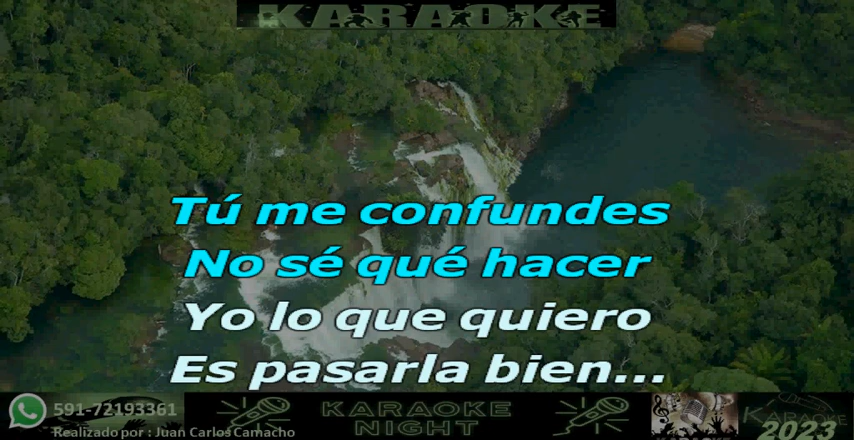 KARAOKE
Tú me confundes
No sé qué hacer
Yo lo que quiero
Es pasarla bien...
591-72193361
Realizado por : Juan Carlos Camacho
KARAOKE
NIGHT
KARAOKE
KARAOKE
2023